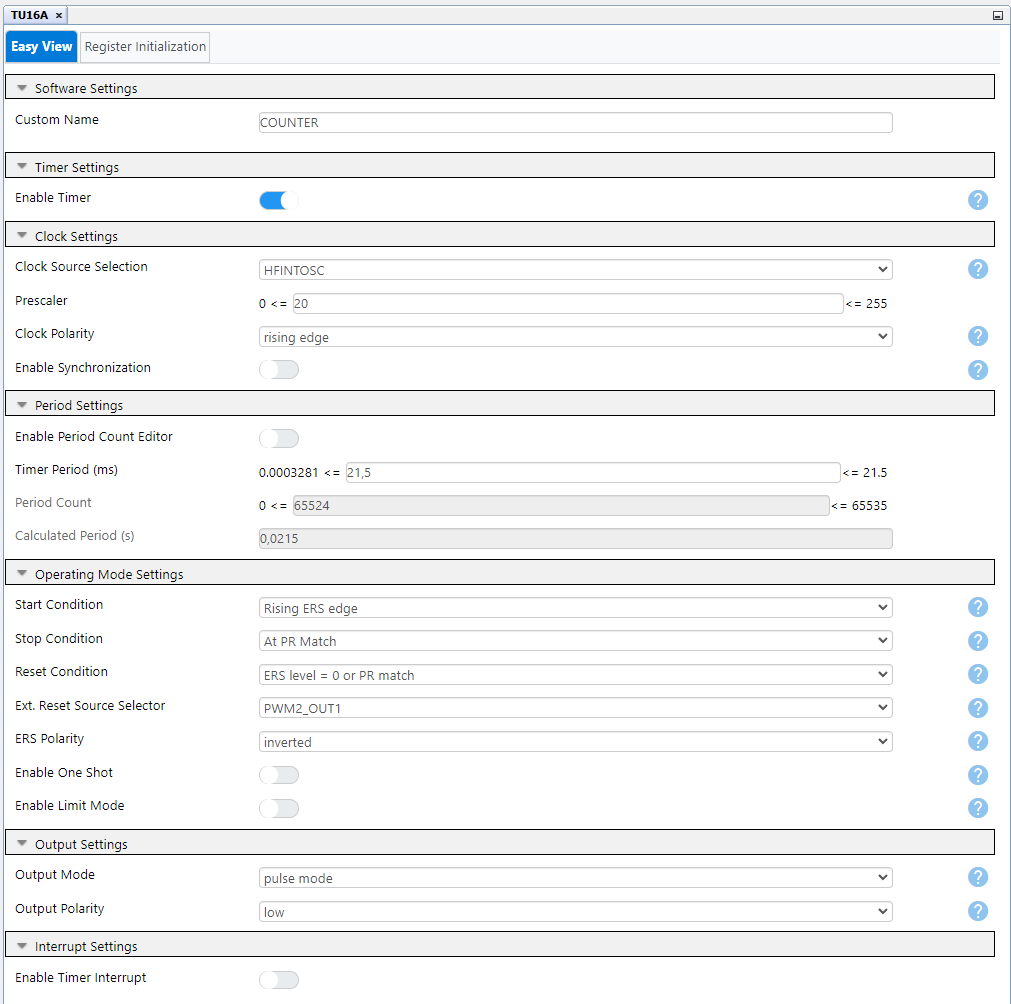 TU16A ×
Easy View Register Initialization
Software Settings
Custom Name COUNTER
Timer Settings
Enable Timer ?
Clock Settings
Clock Source Selection HFINTOSC ?
Prescaler 0 <= 20 <= 255
Clock Polarity rising edge ?
Enable Synchronization ?
Period Settings
Enable Period Count Editor
Timer Period (ms) 0.0003281 <= 21,5 <= 21.5
Period Count 0 <= 65524 <= 65535
Calculated Period (s) 0,0215
Operating Mode Settings
Start Condition Rising ERS edge ?
Stop Condition At PR Match ?
Reset Condition ERS level = 0 or PR match ?
Ext. Reset Source Selector PWM2_OUT1 ?
ERS Polarity inverted ?
Enable One Shot ?
Enable Limit Mode ?
Output Settings
Output Mode pulse mode ?
Output Polarity low ?
Interrupt Settings
Enable Timer Interrupt